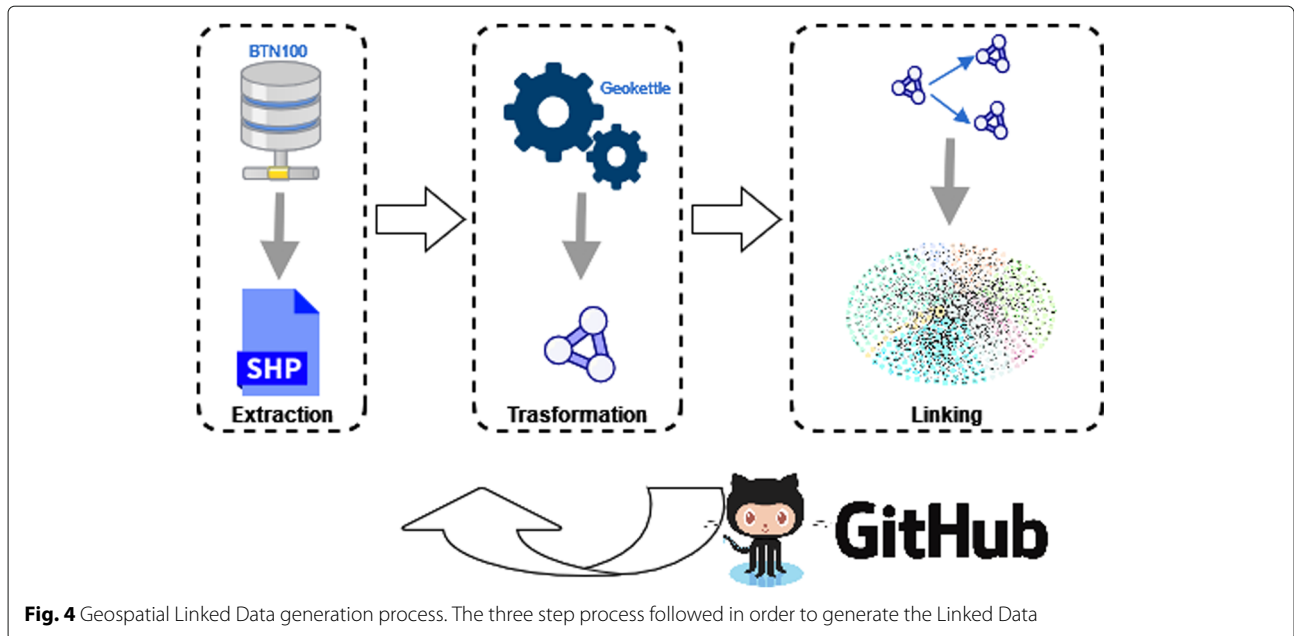 BTN100
Geokettle
SHP
Extraction
Trasformation
Linking
GitHub
Fig. 4 Geospatial Linked Data generation process. The three step process followed in order to generate the Linked Data